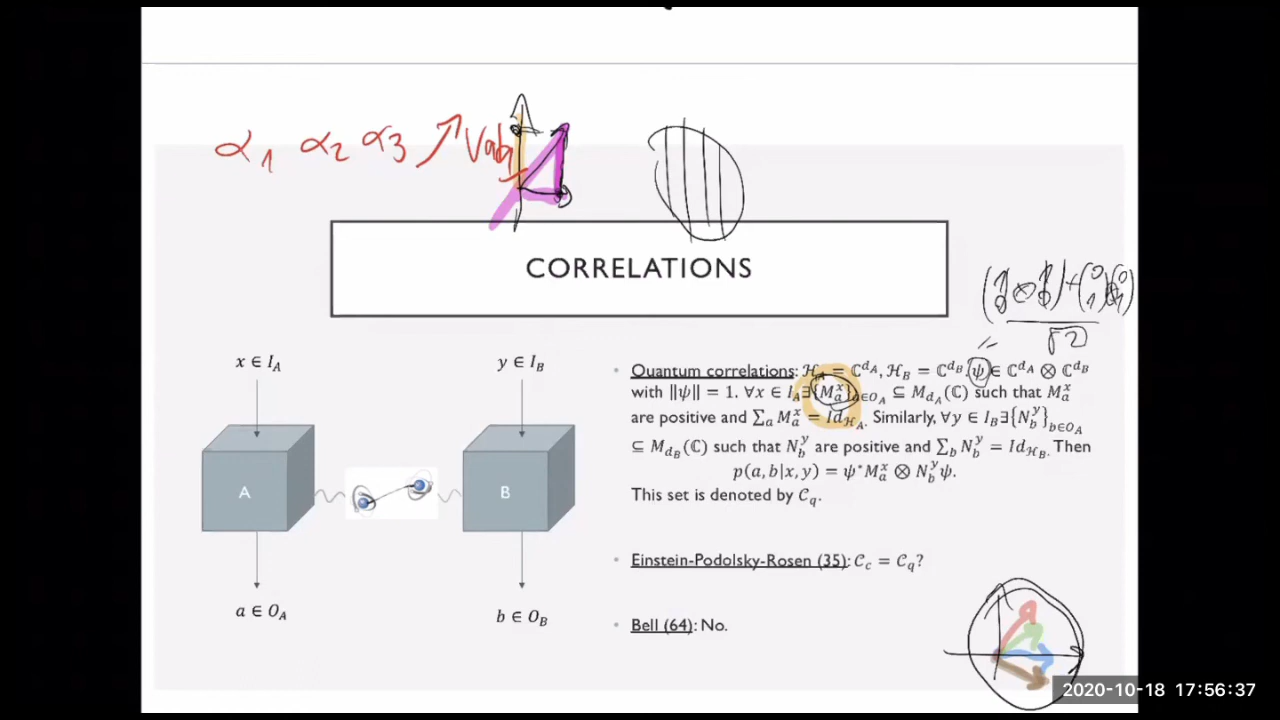 α₁ α₂ α₃ ↗ Vab
CORRELATIONS
x ∈ I_A
y ∈ I_B
A
B
a ∈ O_A
b ∈ O_B
• Quantum correlations: ℋ_A = ℂ^{d_A}, ℋ_B = ℂ^{d_B} ψ ∈ ℂ^{d_A} ⊗ ℂ^{d_B}
with ‖ψ‖ = 1. ∀x ∈ I_A ∃{M_a^x}_{a∈O_A} ⊆ M_{d_A}(ℂ) such that M_a^x
are positive and ∑_a M_a^x = Id_{ℋ_A}. Similarly, ∀y ∈ I_B ∃{N_b^y}_{b∈O_B}
⊆ M_{d_B}(ℂ) such that N_b^y are positive and ∑_b N_b^y = Id_{ℋ_B}. Then
p(a, b|x, y) = ψ*M_a^x ⊗ N_b^y ψ.
This set is denoted by 𝒞_q.
• Einstein-Podolsky-Rosen (35): 𝒞_c = 𝒞_q?
• Bell (64): No.
2020-10-18 17:56:37